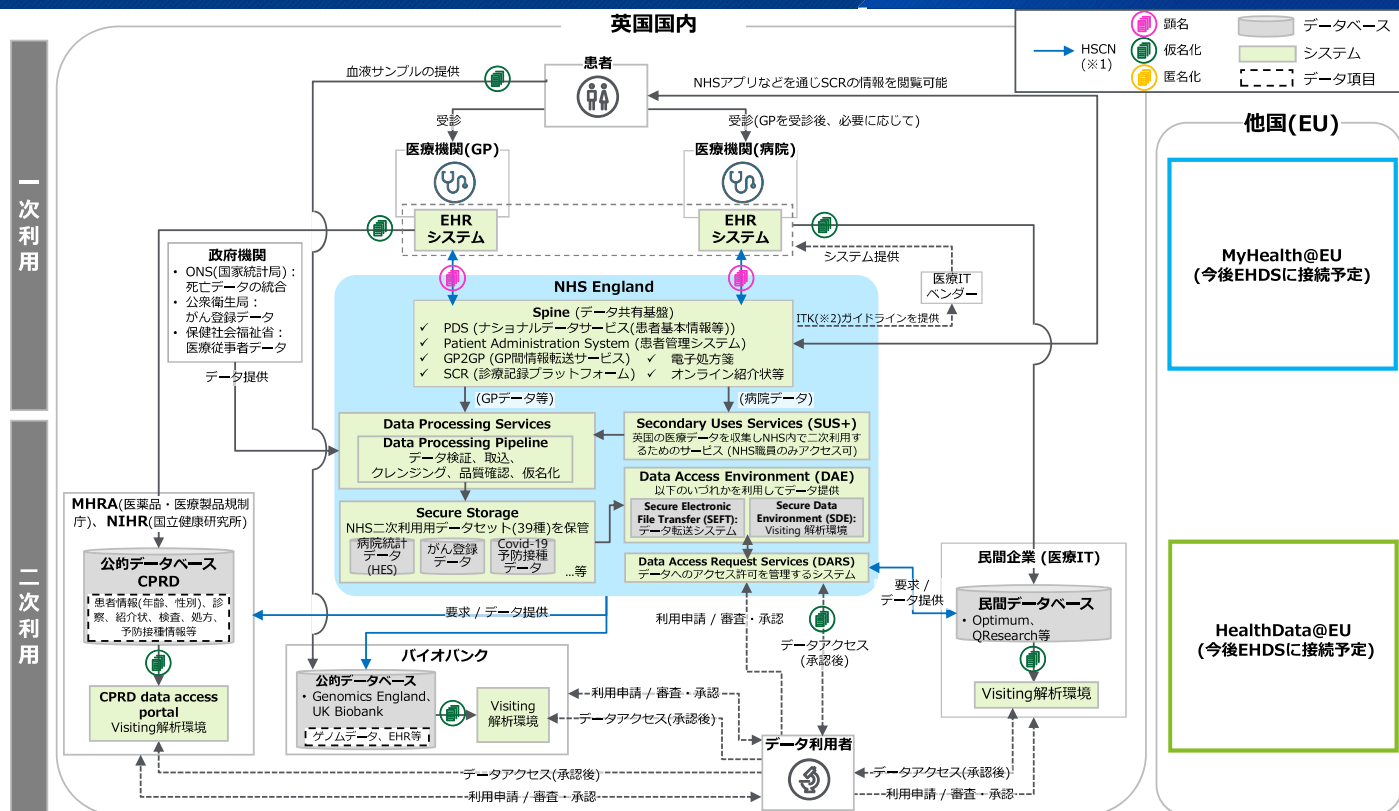 英国国内
HSCN
(※1)
顕名
仮名化
匿名化
データベース
システム
データ項目
一次利用
二次利用
血液サンプルの提供
患者
NHSアプリなどを通じSCRの情報を閲覧可能
受診
受診(GPを受診後、必要に応じて)
医療機関(GP)
医療機関(病院)
EHR
システム
EHR
システム
システム提供
医療IT
ベンダー
ITK(※2)ガイドラインを提供
政府機関
• ONS(国家統計局)：
死亡データの統合
• 公衆衛生局：
がん登録データ
• 保健社会福祉省：
医療従事者データ
データ提供
NHS England
Spine (データ共有基盤)
✓ PDS (ナショナルデータサービス(患者基本情報等))
✓ Patient Administration System (患者管理システム)
✓ GP2GP (GP間情報転送サービス) ✓ 電子処方箋
✓ SCR (診療記録プラットフォーム) ✓ オンライン紹介状等
(GPデータ等)
(病院データ)
Data Processing Services
Data Processing Pipeline
データ検証、取込、
クレンジング、品質確認、仮名化
Secondary Uses Services (SUS+)
英国の医療データを収集しNHS内で二次利用す
るためのサービス (NHS職員のみアクセス可)
Data Access Environment (DAE)
以下のいづれかを利用してデータ提供
Secure Electronic
File Transfer (SEFT):
データ転送システム
Secure Data
Environment (SDE):
Visiting 解析環境
Secure Storage
NHS二次利用用データセット(39種)を保管
病院統計
データ
(HES)
がん登録
データ
Covid-19
予防接種
データ
...等
Data Access Request Services (DARS)
データへのアクセス許可を管理するシステム
MHRA(医薬品・医療製品規制
庁)、NIHR(国立健康研究所)
公的データベース
CPRD
患者情報(年齢、性別)、診
察、紹介状、検査、処方、
予防接種情報等
CPRD data access
portal
Visiting解析環境
要求 / データ提供
バイオバンク
公的データベース
• Genomics England、
UK Biobank
ゲノムデータ、EHR等
Visiting
解析環境
利用申請 / 審査・承認
データアクセス
(承認後)
利用申請 / 審査・承認
データアクセス(承認後)
データ利用者
データアクセス(承認後)
利用申請 / 審査・承認
要求 /
データ提供
民間企業 (医療IT)
民間データベース
• Optimum、
QResearch等
Visiting解析環境
データアクセス(承認後)
利用申請 / 審査・承認
他国(EU)
MyHealth@EU
(今後EHDSに接続予定)
HealthData@EU
(今後EHDSに接続予定)